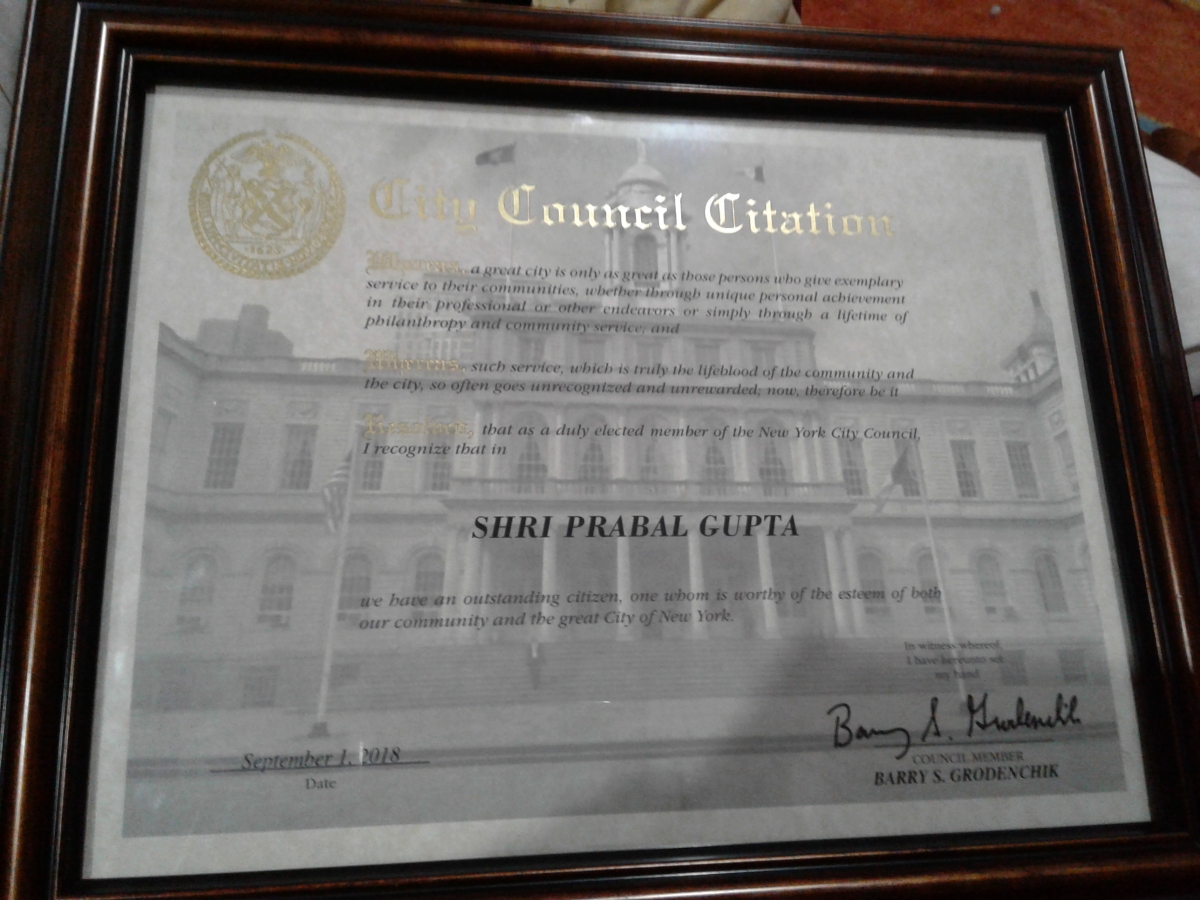 City Council Citation
1625
Whereas, a great city is only as great as those persons who give exemplary
service to their communities, whether through unique personal achievement
in their professional or other endeavors or simply through a lifetime of
philanthropy and community service; and
Whereas, such service, which is truly the lifeblood of the community and
the city, so often goes unrecognized and unrewarded; now, therefore be it
Resolved, that as a duly elected member of the New York City Council,
I recognize that in
SHRI PRABAL GUPTA
we have an outstanding citizen, one whom is worthy of the esteem of both
our community and the great City of New York.
In witness whereof
I have hereunto set
my hand
Barry S. Grodenchik
September 1, 2018
Date
COUNCIL MEMBER
BARRY S. GRODENCHIK